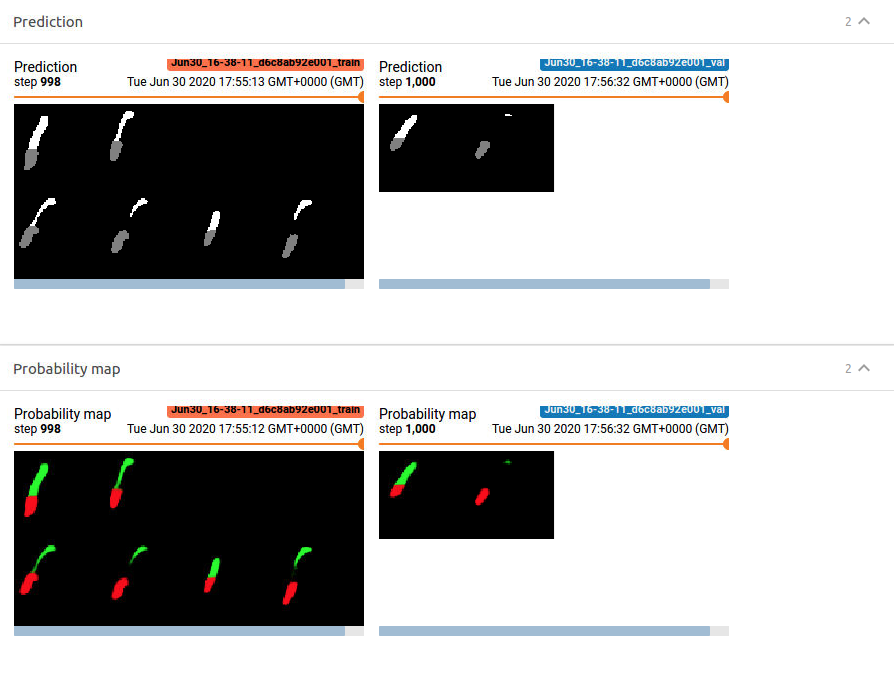 Prediction 2
Prediction Jun30_16-38-11_d6c8ab92e001_train
step 998 Tue Jun 30 2020 17:55:13 GMT+0000 (GMT)
Prediction Jun30_16-38-11_d6c8ab92e001_val
step 1,000 Tue Jun 30 2020 17:56:32 GMT+0000 (GMT)
Probability map 2
Probability map Jun30_16-38-11_d6c8ab92e001_train
step 998 Tue Jun 30 2020 17:55:12 GMT+0000 (GMT)
Probability map Jun30_16-38-11_d6c8ab92e001_val
step 1,000 Tue Jun 30 2020 17:56:32 GMT+0000 (GMT)